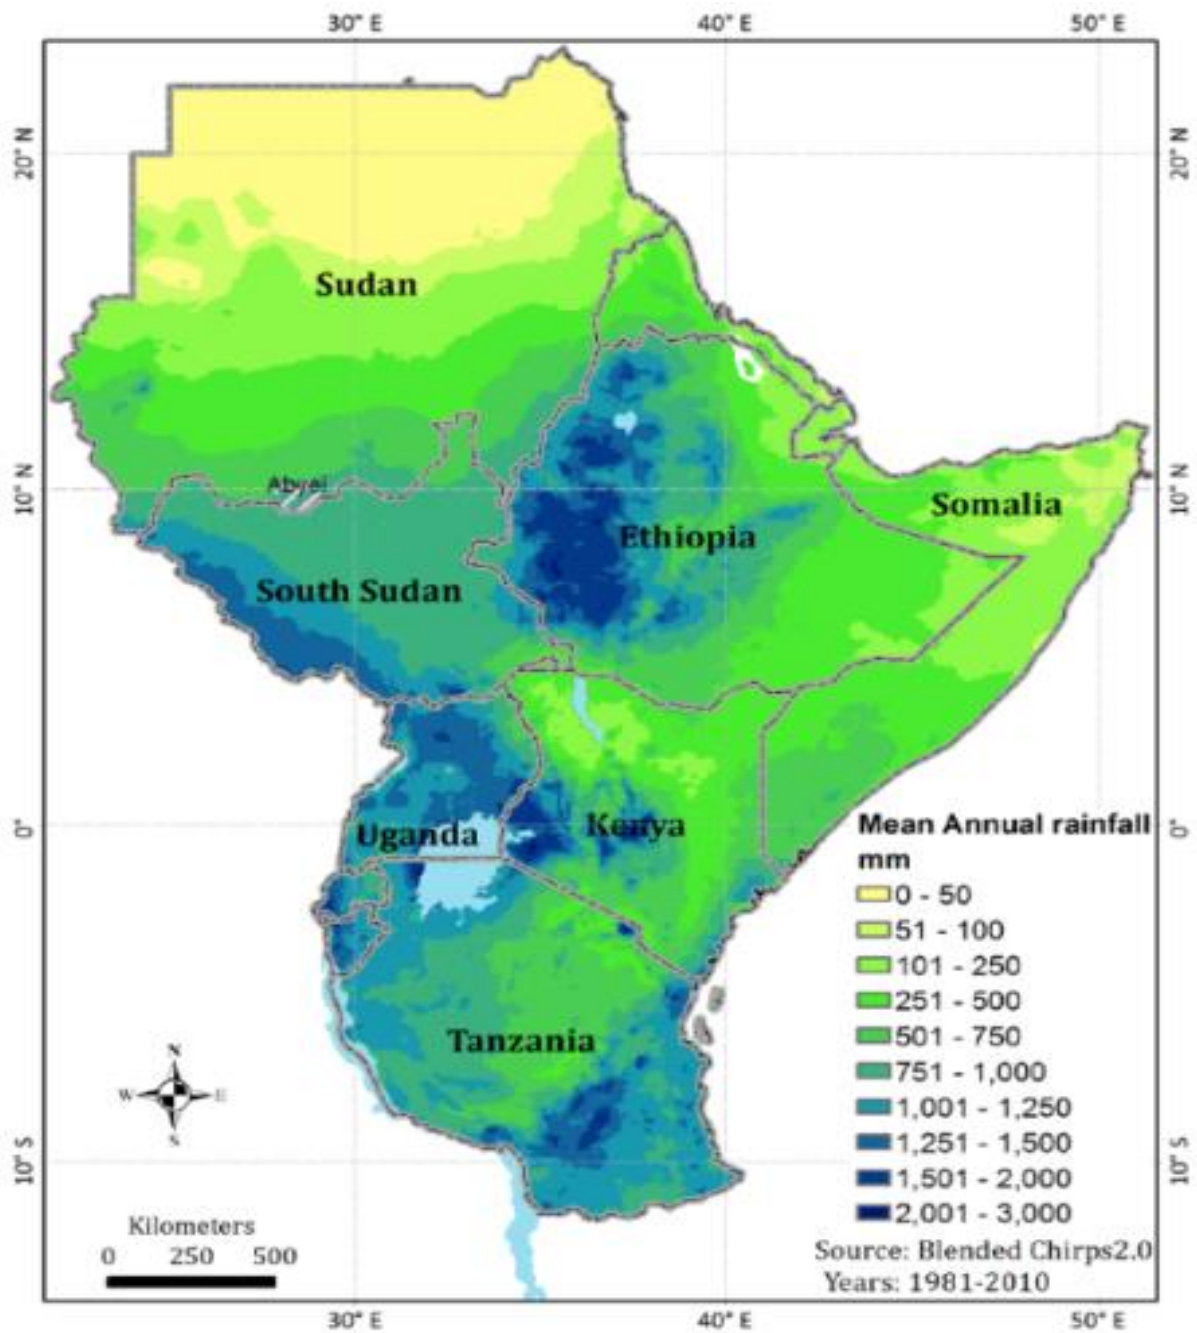 30° E 40° E 50° E
20° N 20° N
Sudan
10° N 10° N
Abyei
Somalia
Ethiopia
South Sudan
0° 0°
Uganda Kenya
Mean Annual rainfall
mm
0 - 50
51 - 100
101 - 250
251 - 500
501 - 750
751 - 1,000
1,001 - 1,250
1,251 - 1,500
1,501 - 2,000
2,001 - 3,000
Tanzania
N
W E
S
10° S 10° S
Kilometers
0 250 500
Source: Blended Chirps2.0
Years: 1981-2010
30° E 40° E 50° E